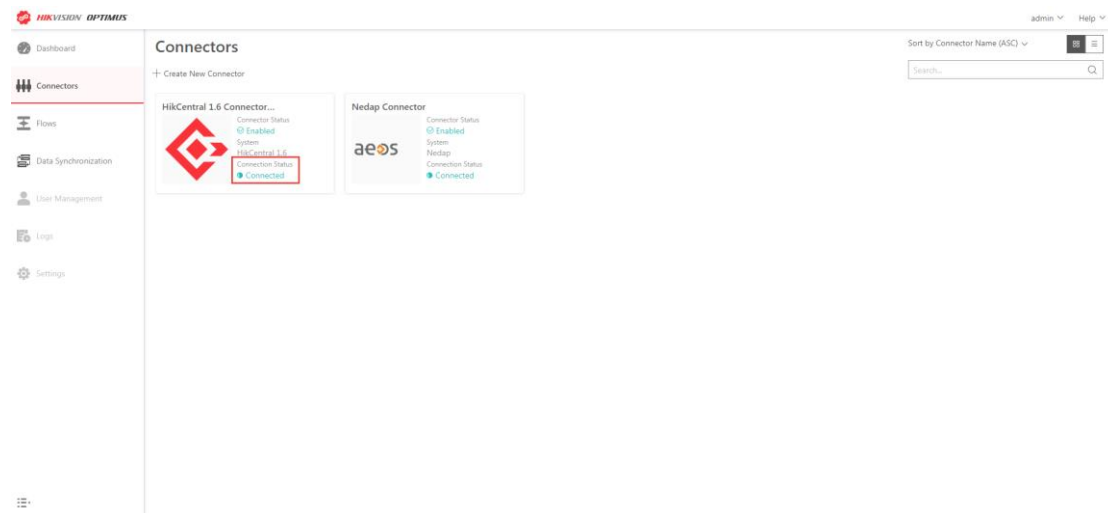 HIKVISION OPTIMUS
admin
Help
Dashboard
Connectors
Flows
Data Synchronization
User Management
Logs
Settings
Connectors
Sort by Connector Name (ASC)
+ Create New Connector
Search...
HikCentral 1.6 Connector...
Connector Status
Enabled
System
HikCentral 1.6
Connection Status
Connected
Nedap Connector
aeos
Connector Status
Enabled
System
Nedap
Connection Status
Connected